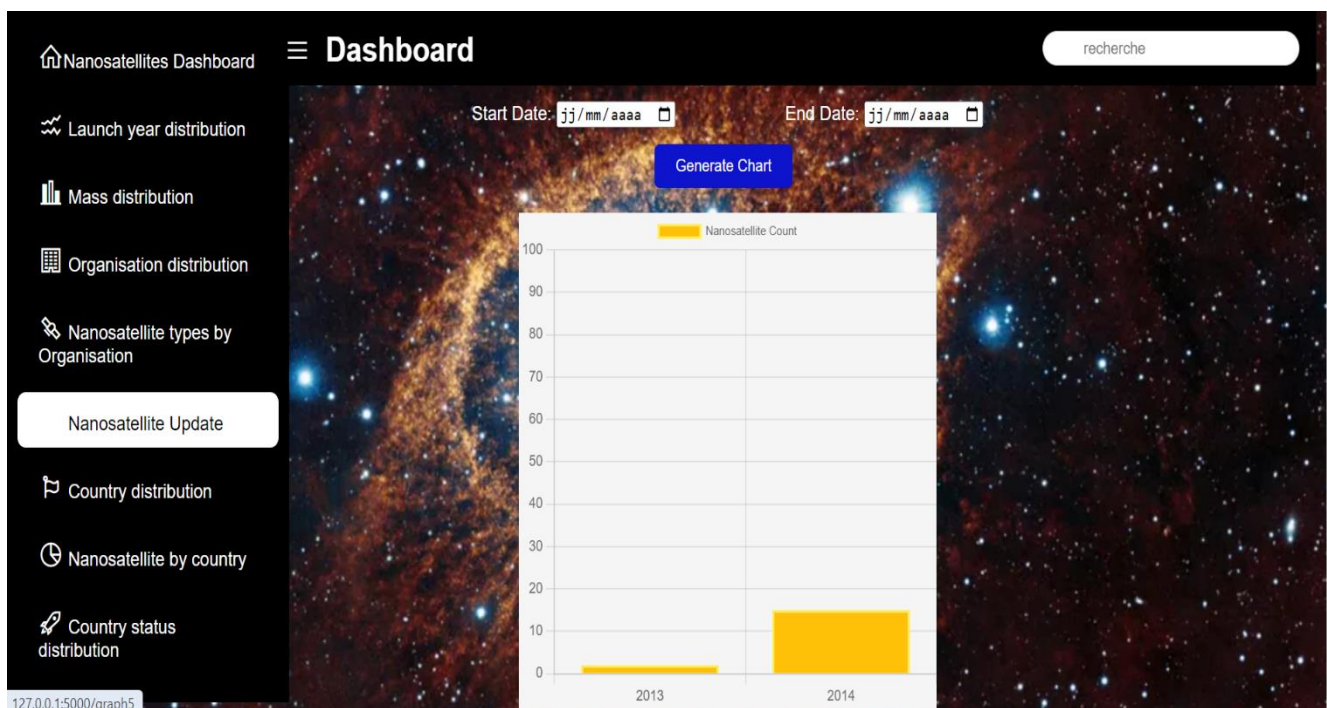 Nanosatellites Dashboard
Launch year distribution
Mass distribution
Organisation distribution
Nanosatellite types by
Organisation
Nanosatellite Update
Country distribution
Nanosatellite by country
Country status
distribution
127.0.0.1:5000/graph5
Dashboard
recherche
Start Date: jj/mm/aaaa
End Date: jj/mm/aaaa
Generate Chart
Nanosatellite Count
100
90
80
70
60
50
40
30
20
10
0
2013 2014